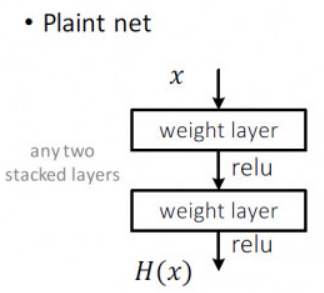 • Plaint net
x
weight layer
any two
stacked layers
relu
weight layer
relu
H(x)